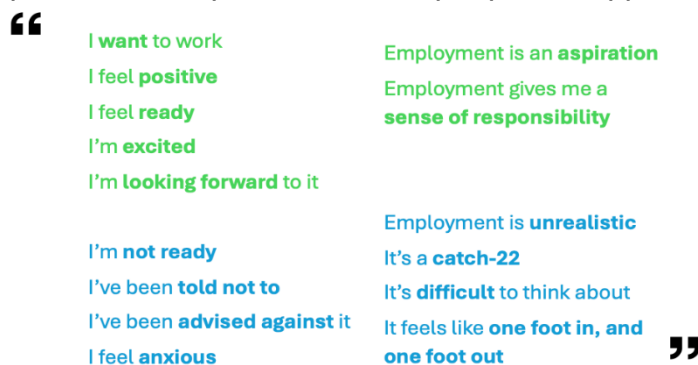 “
I want to work
I feel positive
I feel ready
I’m excited
I’m looking forward to it
Employment is an aspiration
Employment gives me a
sense of responsibility
I’m not ready
I’ve been told not to
I’ve been advised against it
I feel anxious
Employment is unrealistic
It’s a catch-22
It’s difficult to think about
It feels like one foot in, and
one foot out
”